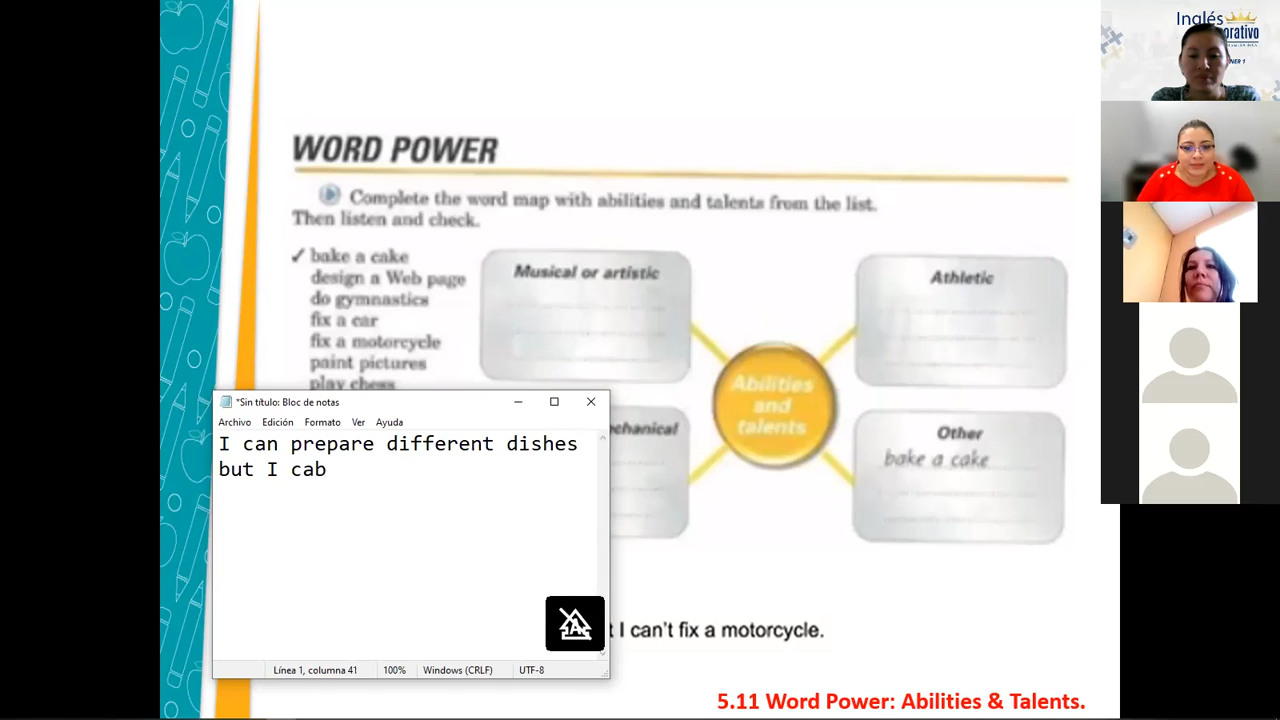 WORD POWER
Complete the word map with abilities and talents from the list.
Then listen and check.
✓ bake a cake
design a Web page
do gymnastics
fix a car
fix a motorcycle
paint pictures
play chess
Musical or artistic
Athletic
Abilities
and
talents
Other
bake a cake
*Sin título: Bloc de notas
Archivo Edición Formato Ver Ayuda
I can prepare different dishes
but I cab
Línea 1, columna 41 100% Windows (CRLF) UTF-8
I can't fix a motorcycle.
5.11 Word Power: Abilities & Talents.
Inglés